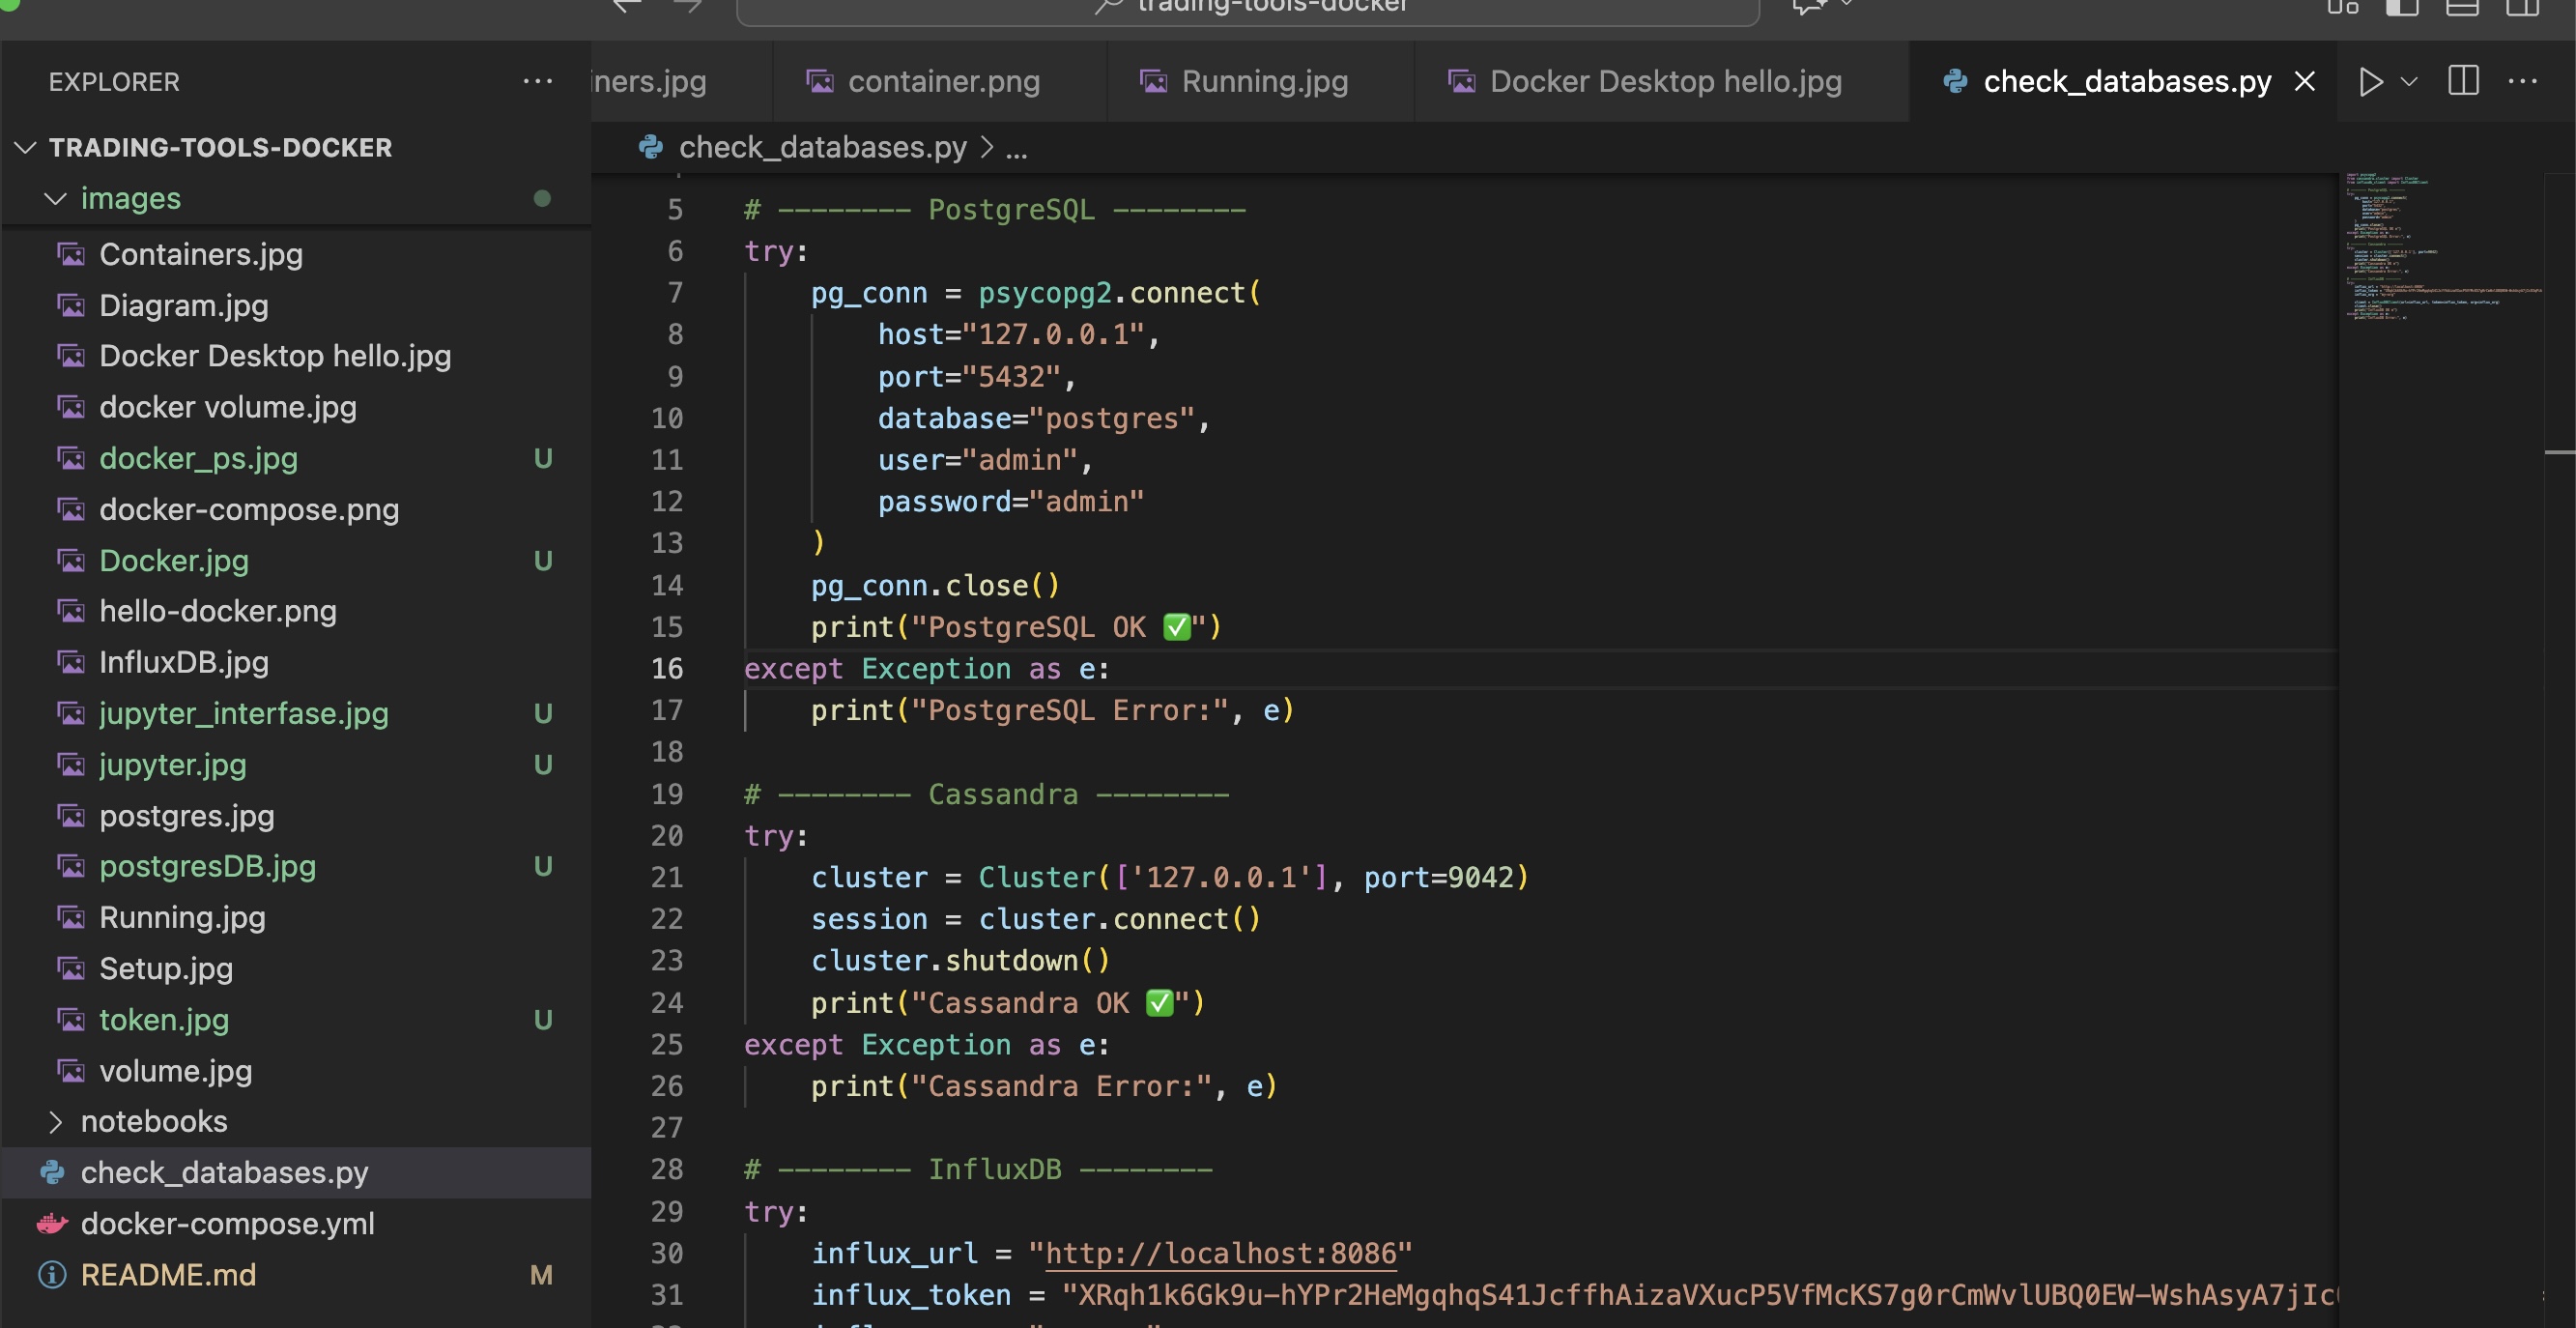 trading-tools-docker
EXPLORER
TRADING-TOOLS-DOCKER
images
Containers.jpg
Diagram.jpg
Docker Desktop hello.jpg
docker volume.jpg
docker_ps.jpg U
docker-compose.png
Docker.jpg U
hello-docker.png
InfluxDB.jpg
jupyter_interfase.jpg U
jupyter.jpg U
postgres.jpg
postgresDB.jpg U
Running.jpg
Setup.jpg
token.jpg U
volume.jpg
notebooks
check_databases.py
docker-compose.yml
README.md M
iners.jpg container.png Running.jpg Docker Desktop hello.jpg check_databases.py
check_databases.py > ...
5 # -------- PostgreSQL --------
6 try:
7 pg_conn = psycopg2.connect(
8 host="127.0.0.1",
9 port="5432",
10 database="postgres",
11 user="admin",
12 password="admin"
13 )
14 pg_conn.close()
15 print("PostgreSQL OK ✅")
16 except Exception as e:
17 print("PostgreSQL Error:", e)
18
19 # -------- Cassandra --------
20 try:
21 cluster = Cluster(['127.0.0.1'], port=9042)
22 session = cluster.connect()
23 cluster.shutdown()
24 print("Cassandra OK ✅")
25 except Exception as e:
26 print("Cassandra Error:", e)
27
28 # -------- InfluxDB --------
29 try:
30 influx_url = "http://localhost:8086"
31 influx_token = "XRqh1k6Gk9u-hYPr2HeMgqhqS41JcffhAizaVXucP5VfMcKS7g0rCmWvlUBQ0EW-WshAsyA7jIc